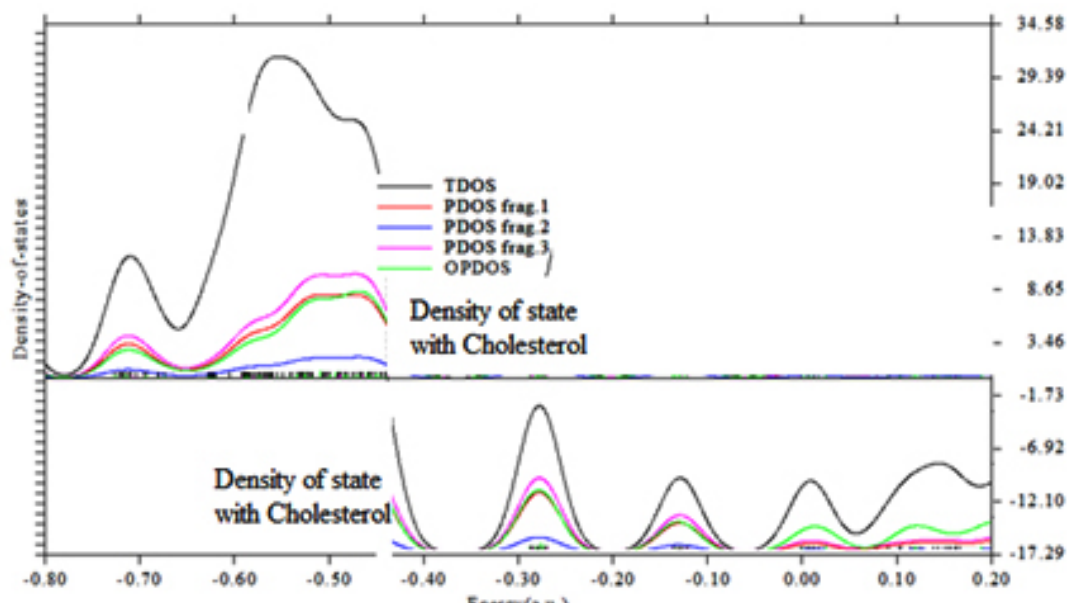 34.58
29.39
24.21
19.02
13.83
8.65
3.46
-1.73
-6.92
-12.10
-17.29
Density-of-states
TDOS
PDOS frag.1
PDOS frag.2
PDOS frag.3
OPDOS
Density of state
with Cholesterol
Density of state
with Cholesterol
-0.80 -0.70 -0.60 -0.50 -0.40 -0.30 -0.20 -0.10 0.00 0.10 0.20